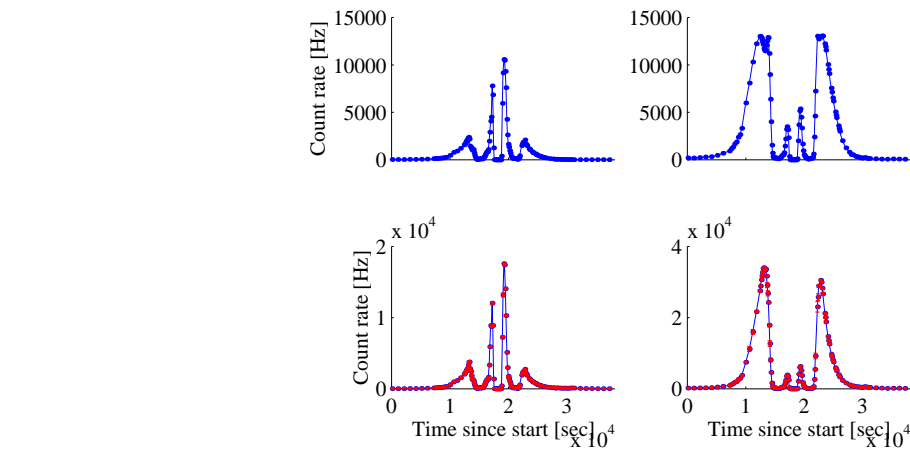 15000
15000
10000
10000
5000
5000
0
0
Count rate [Hz]
x 10^4
x 10^4
2
4
1
2
0
0
Count rate [Hz]
0 1 2 3
0 1 2 3
Time since start [sec]
x 10^4
Time since start [sec]
x 10^4